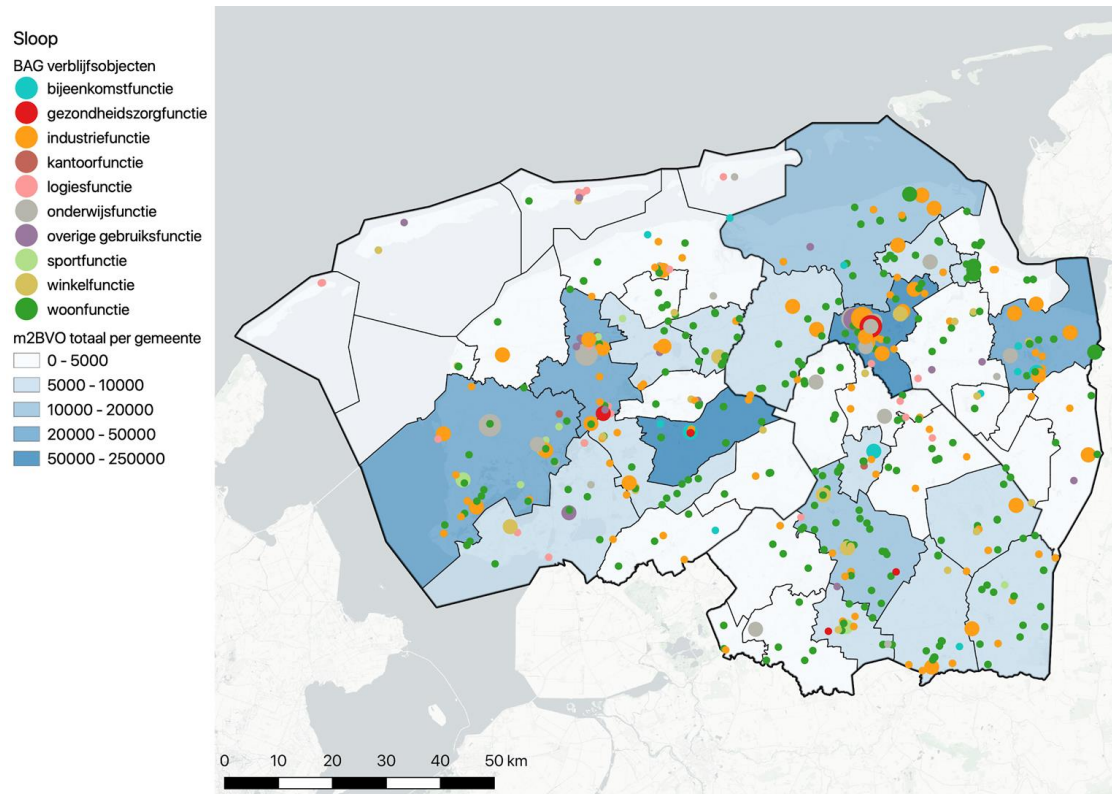 Sloop
BAG verblijfsobjecten
bijeenkomstfunctie
gezondheidszorgfunctie
industriefunctie
kantoorfunctie
logiesfunctie
onderwijsfunctie
overige gebruiksfunctie
sportfunctie
winkelfunctie
woonfunctie
m2BVO totaal per gemeente
0 - 5000
5000 - 10000
10000 - 20000
20000 - 50000
50000 - 250000
0 10 20 30 40 50 km